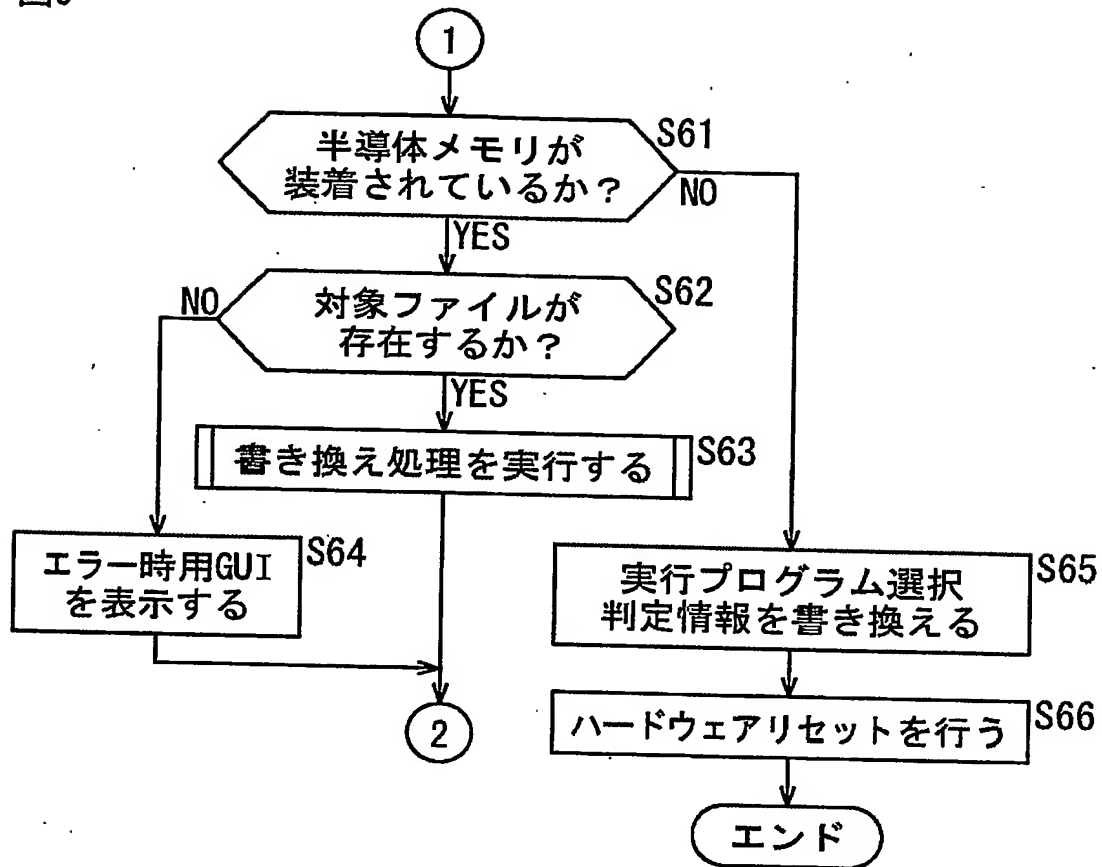 1
半導体メモリが
装着されているか？
S61
NO
YES
対象ファイルが
存在するか？
S62
NO
YES
書き換え処理を実行する
S63
エラー時用GUI
を表示する
S64
実行プログラム選択
判定情報を書き換える
S65
2
ハードウェアリセットを行う
S66
エンド